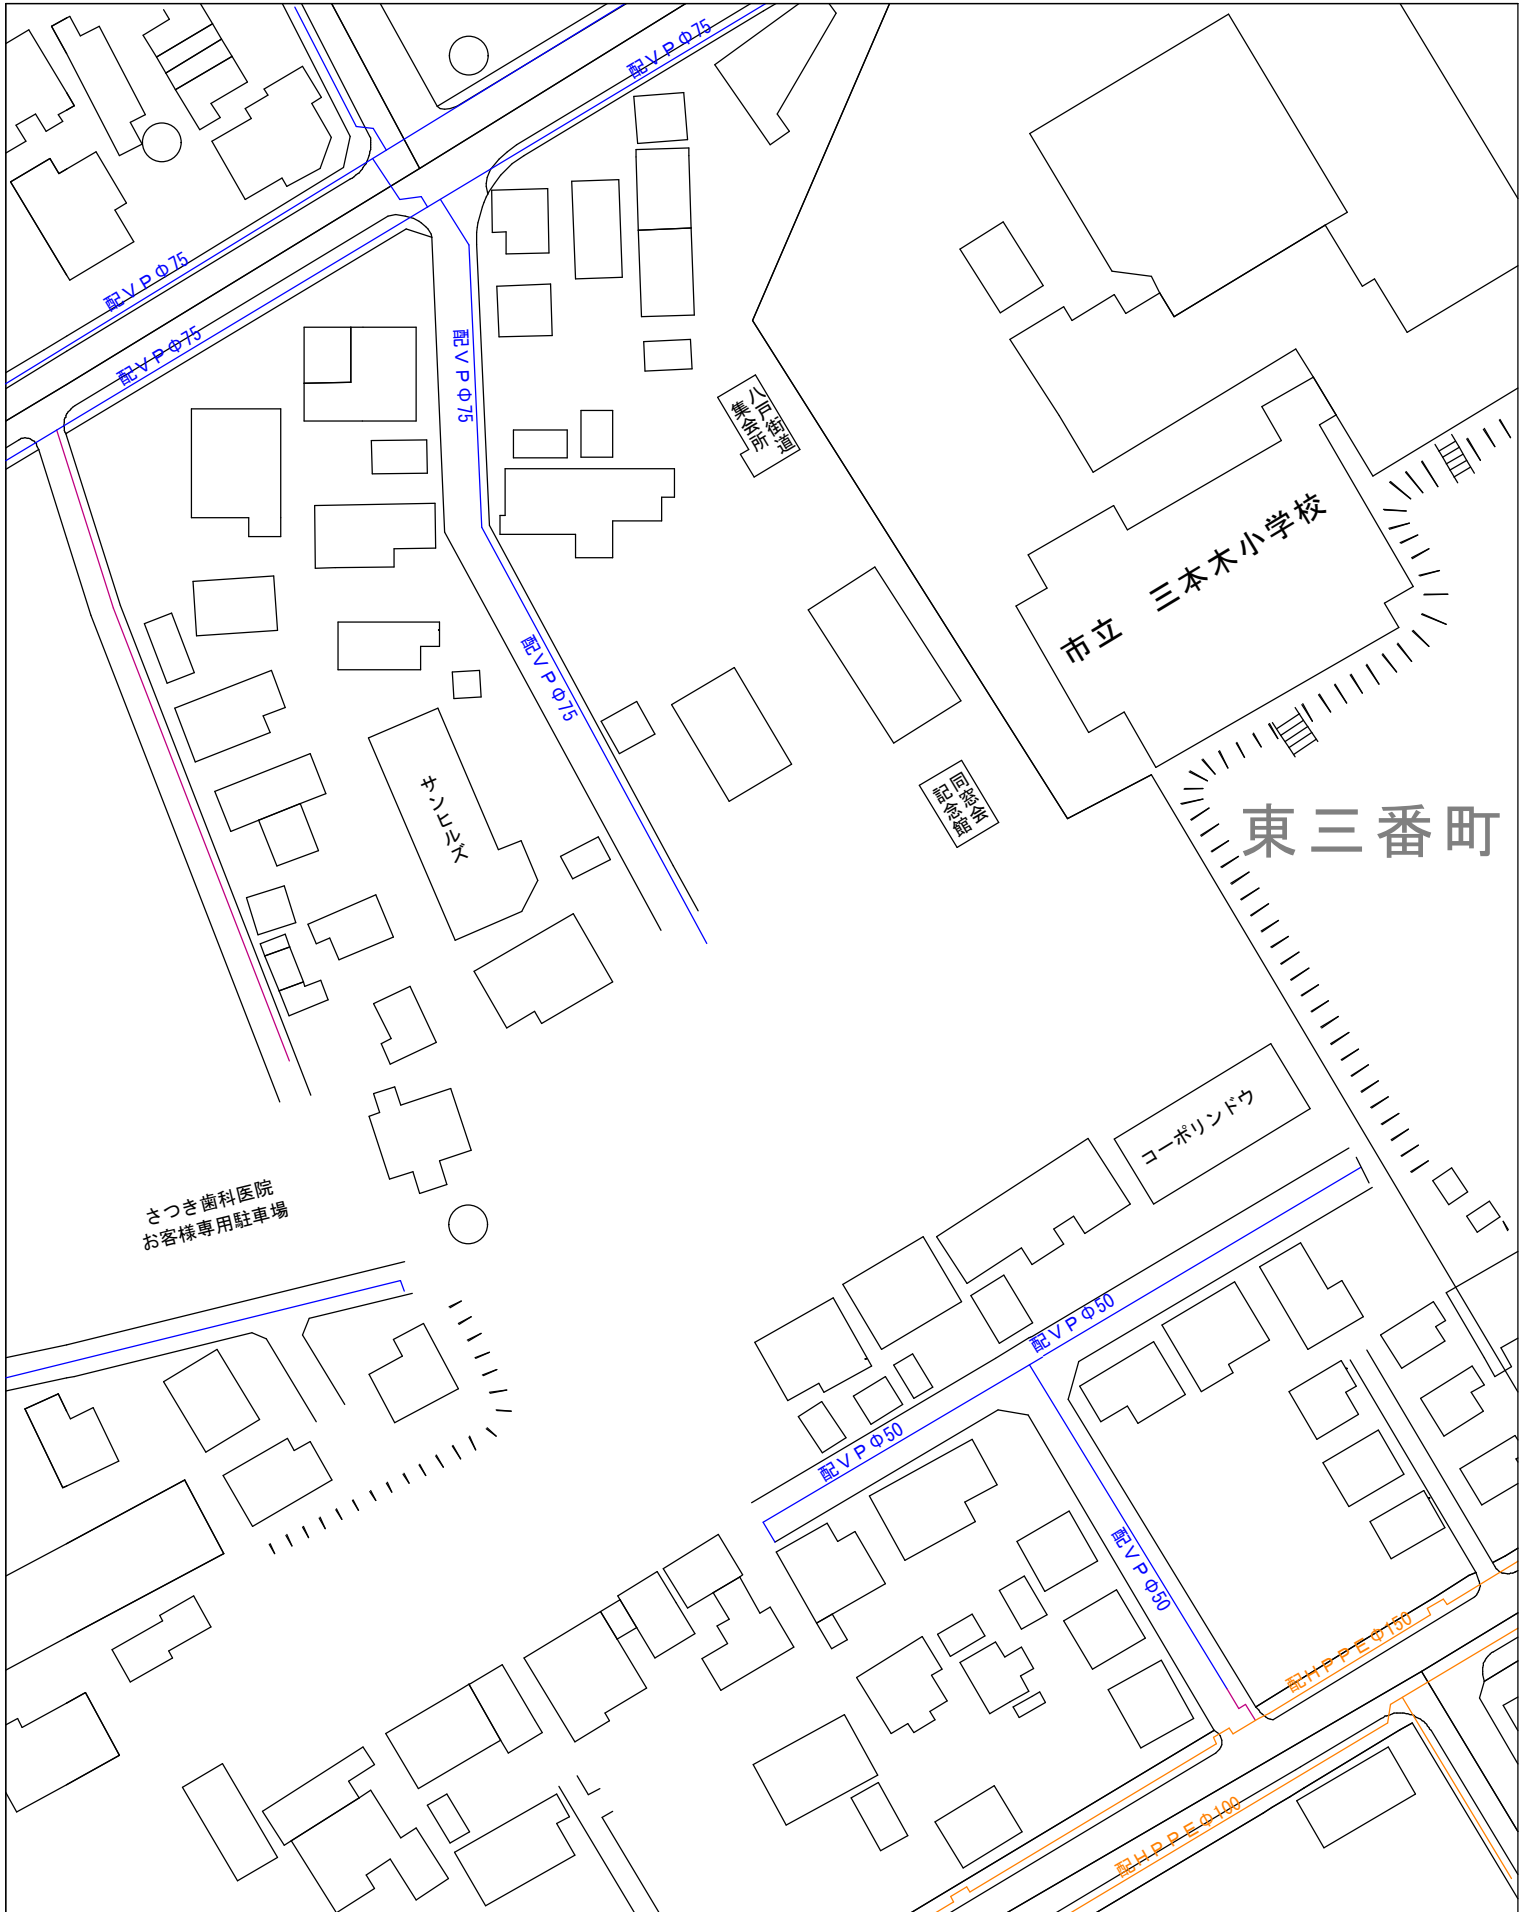 配ＶＰΦ75
配ＶＰΦ75
配ＶＰΦ75
配ＶＰΦ75
八戸街道
集会所
市立　三本木小学校
配ＶＰΦ75
サンヒルズ
同窓会
記念館
東三番町
コーポリンドウ
さつき歯科医院
お客様専用駐車場
配ＶＰΦ50
配ＶＰΦ50
配ＶＰΦ50
配ＨＰＰＥΦ150
配ＨＰＰＥΦ100